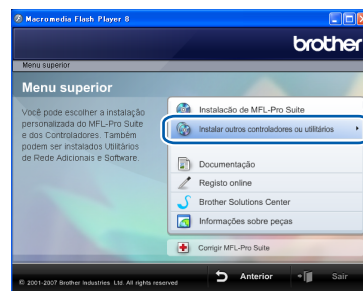 Macromedia Flash Player 8
brother
Menu superior
Menu superior
Você pode escolher a instalação
personalizada do MFL-Pro Suite
e dos Controladores. Também
podem ser instalados Utilitários
de Rede Adicionais e Software.
Instalação de MFL-Pro Suite
Instalar outros controladores ou utilitários
Documentação
Registo online
Brother Solutions Center
Informações sobre peças
Corrigir MFL-Pro Suite
© 2001-2007 Brother Industries Ltd. All rights reserved
Anterior
Sair